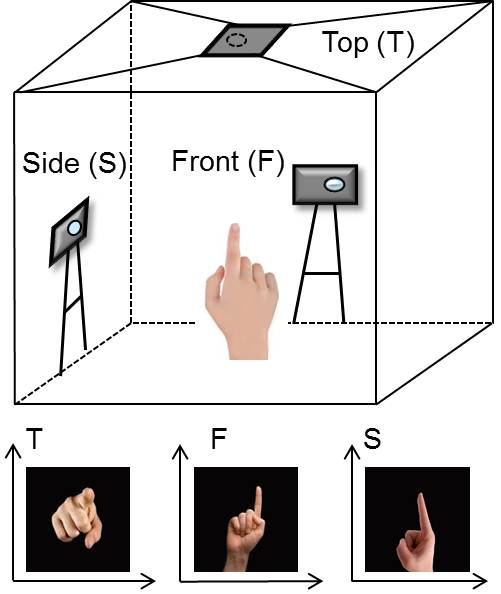 Top (T)
Side (S)
Front (F)
T
F
S